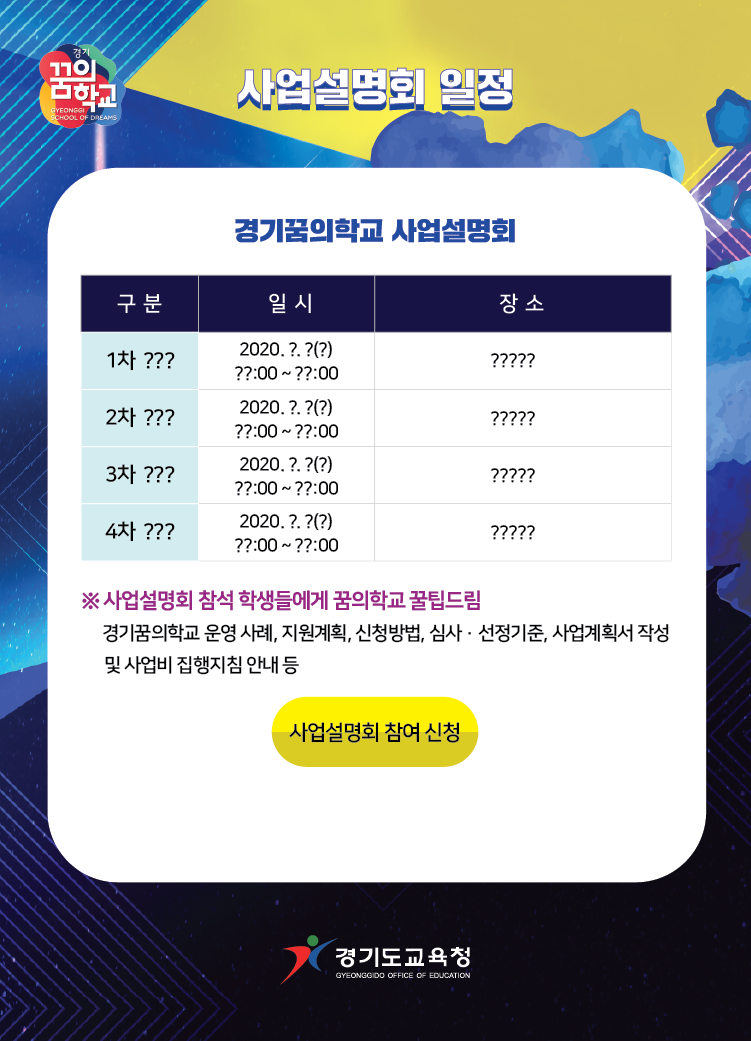 경기
꿈의
학교
GYEONGGI
SCHOOL OF DREAMS
사업설명회 일정
경기꿈의학교 사업설명회
구 분 일 시 장 소
1차 ??? 2020. ?. ?(?) ?????
??:00 ~ ??:00
2차 ??? 2020. ?. ?(?) ?????
??:00 ~ ??:00
3차 ??? 2020. ?. ?(?) ?????
??:00 ~ ??:00
4차 ??? 2020. ?. ?(?) ?????
??:00 ~ ??:00
※ 사업설명회 참석 학생들에게 꿈의학교 꿀팁드림
경기꿈의학교 운영 사례, 지원계획, 신청방법, 심사 · 선정기준, 사업계획서 작성
및 사업비 집행지침 안내 등
사업설명회 참여 신청
경기도교육청
GYEONGGIDO OFFICE OF EDUCATION